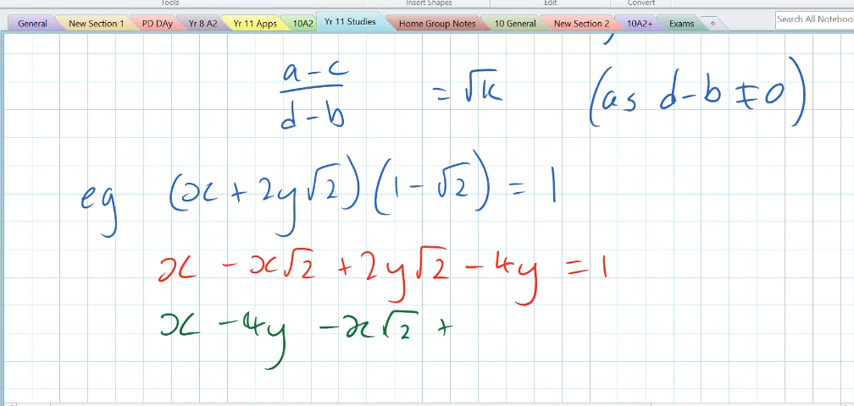 Tools Insert Shapes Edit Convert
General New Section 1 PD DAy Yr 8 A2 Yr 11 Apps 10A2 Yr 11 Studies Home Group Notes 10 General New Section 2 10A2+ Exams Search All Notebook
a-c/d-b = √k (as d-b ≠ 0)
eg (x + 2y√2)(1 - √2) = 1
x - x√2 + 2y√2 - 4y = 1
x - 4y - x√2 +